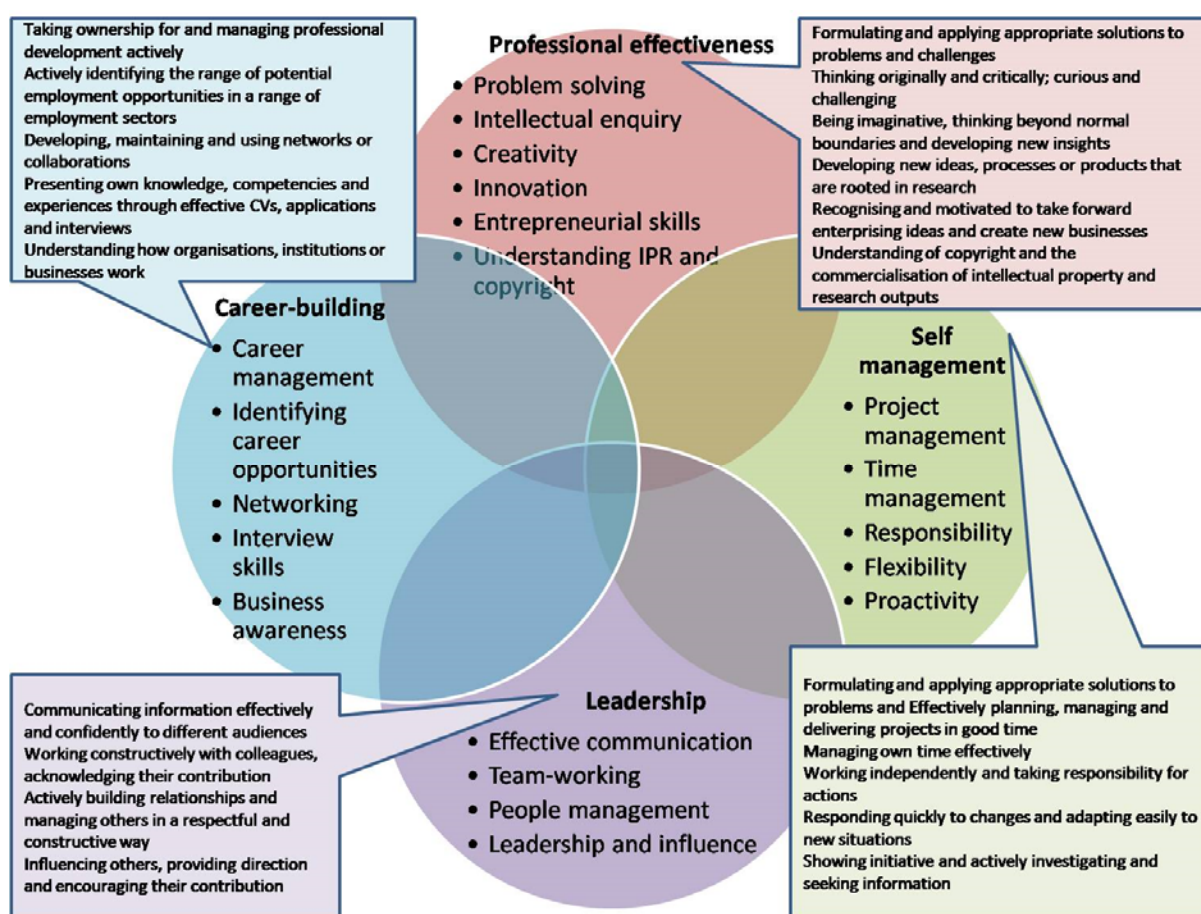 Taking ownership for and managing professional
development actively
Actively identifying the range of potential
employment opportunities in a range of
employment sectors
Developing, maintaining and using networks or
collaborations
Presenting own knowledge, competencies and
experiences through effective CVs, applications
and interviews
Understanding how organisations, institutions or
businesses work
Professional effectiveness
• Problem solving
• Intellectual enquiry
• Creativity
• Innovation
• Entrepreneurial skills
• Understanding IPR and
copyright
Formulating and applying appropriate solutions to
problems and challenges
Thinking originally and critically; curious and
challenging
Being imaginative, thinking beyond normal
boundaries and developing new insights
Developing new ideas, processes or products that
are rooted in research
Recognising and motivated to take forward
enterprising ideas and create new businesses
Understanding of copyright and the
commercialisation of intellectual property and
research outputs
Career-building
• Career
management
• Identifying
career
opportunities
• Networking
• Interview
skills
• Business
awareness
Self
management
• Project
management
• Time
management
• Responsibility
• Flexibility
• Proactivity
Communicating information effectively
and confidently to different audiences
Working constructively with colleagues,
acknowledging their contribution
Actively building relationships and
managing others in a respectful and
constructive way
Influencing others, providing direction
and encouraging their contribution
Leadership
• Effective communication
• Team-working
• People management
• Leadership and influence
Formulating and applying appropriate solutions to
problems and Effectively planning, managing and
delivering projects in good time
Managing own time effectively
Working independently and taking responsibility for
actions
Responding quickly to changes and adapting easily to
new situations
Showing initiative and actively investigating and
seeking information